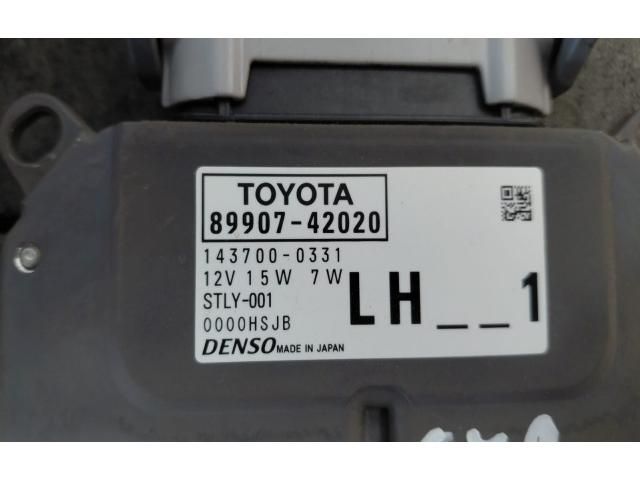 TOYOTA
89907-42020
143700-0331
12V 15W 7W
STLY-001
0000HSJB
LH__1
DENSO MADE IN JAPAN